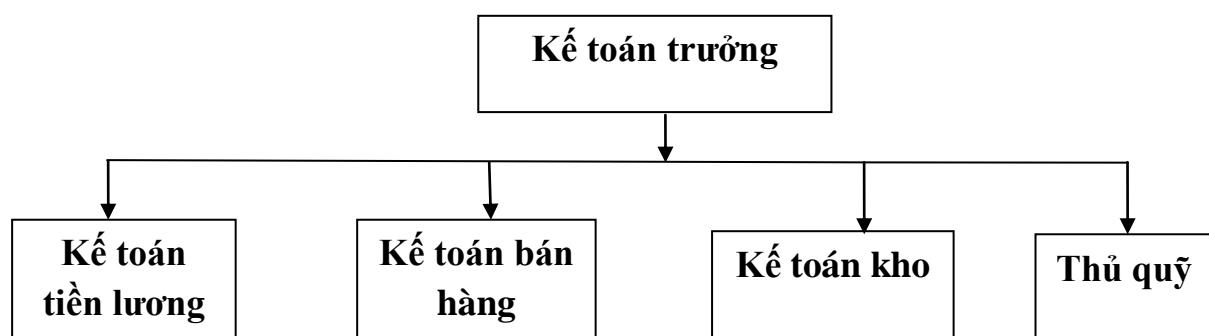 Kế toán trưởng
Kế toán
tiền lương
Kế toán bán
hàng
Kế toán kho
Thủ quỹ